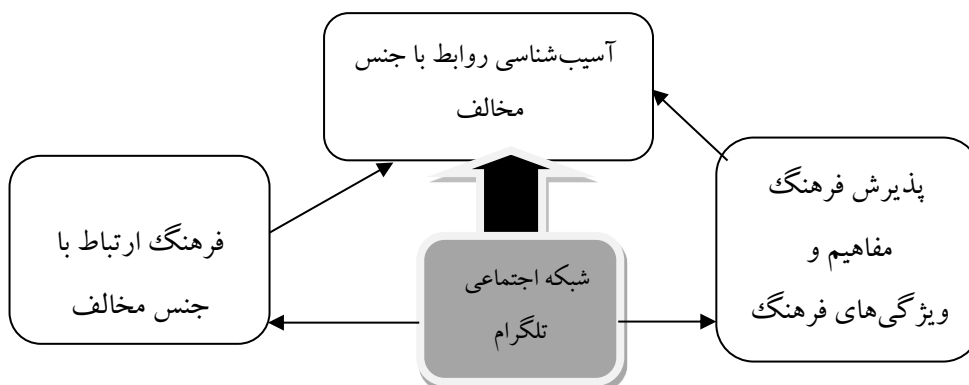 آسیب‌شناسی روابط با جنس
مخالف
پذیرش فرهنگ
مفاهیم و
ویژگی‌های فرهنگ
فرهنگ ارتباط با
جنس مخالف
شبکه اجتماعی
تلگرام